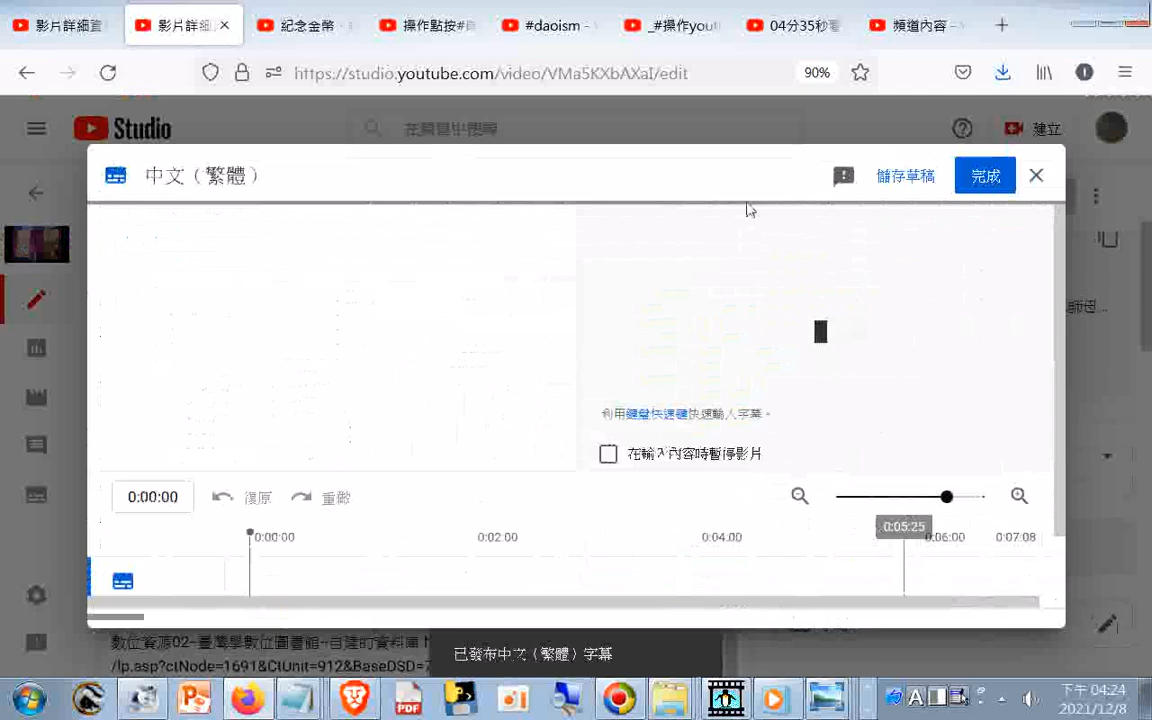 影片詳細資
影片詳細
紀念金幣 -
操作點按#
#daoism -
_#操作yout
04分35秒看
頻道內容 -
https://studio.youtube.com/video/VMa5KXbAXaI/edit
90%
Studio
在頻道中搜尋
建立
中文（繁體）
儲存草稿
完成
利用鍵盤快速鍵快速輸入字幕。
在輸入內容時暫停影片
0:00:00
復原
重做
0:05:25
0:00:00
0:02:00
0:04:00
0:06:00
0:07:08
數位資源02--臺灣學數位圖書館--自建的資料庫
/lp.asp?ctNode=1691&CtUnit=912&BaseDSD=7
已發布中文（繁體）字幕
下午 04:24
2021/12/8